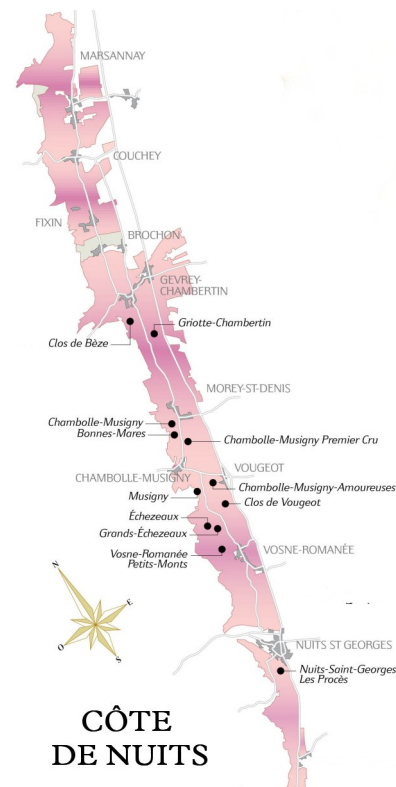 MARSANNAY
COUCHEY
FIXIN
BROCHON
GEVREY-
CHAMBERTIN
Griotte-Chambertin
Clos de Bèze
MOREY-ST-DENIS
Chambolle-Musigny
Bonnes-Mares
Chambolle-Musigny Premier Cru
VOUGEOT
CHAMBOLLE-MUSIGNY
Chambolle-Musigny-Amoureuses
Musigny
Clos de Vougeot
Échezeaux
Grands-Échezeaux
Vosne-Romanée
Petits-Monts
VOSNE-ROMANÉE
N
E
O
S
NUITS ST GEORGES
Nuits-Saint-Georges
Les Procès
CÔTE
DE NUITS